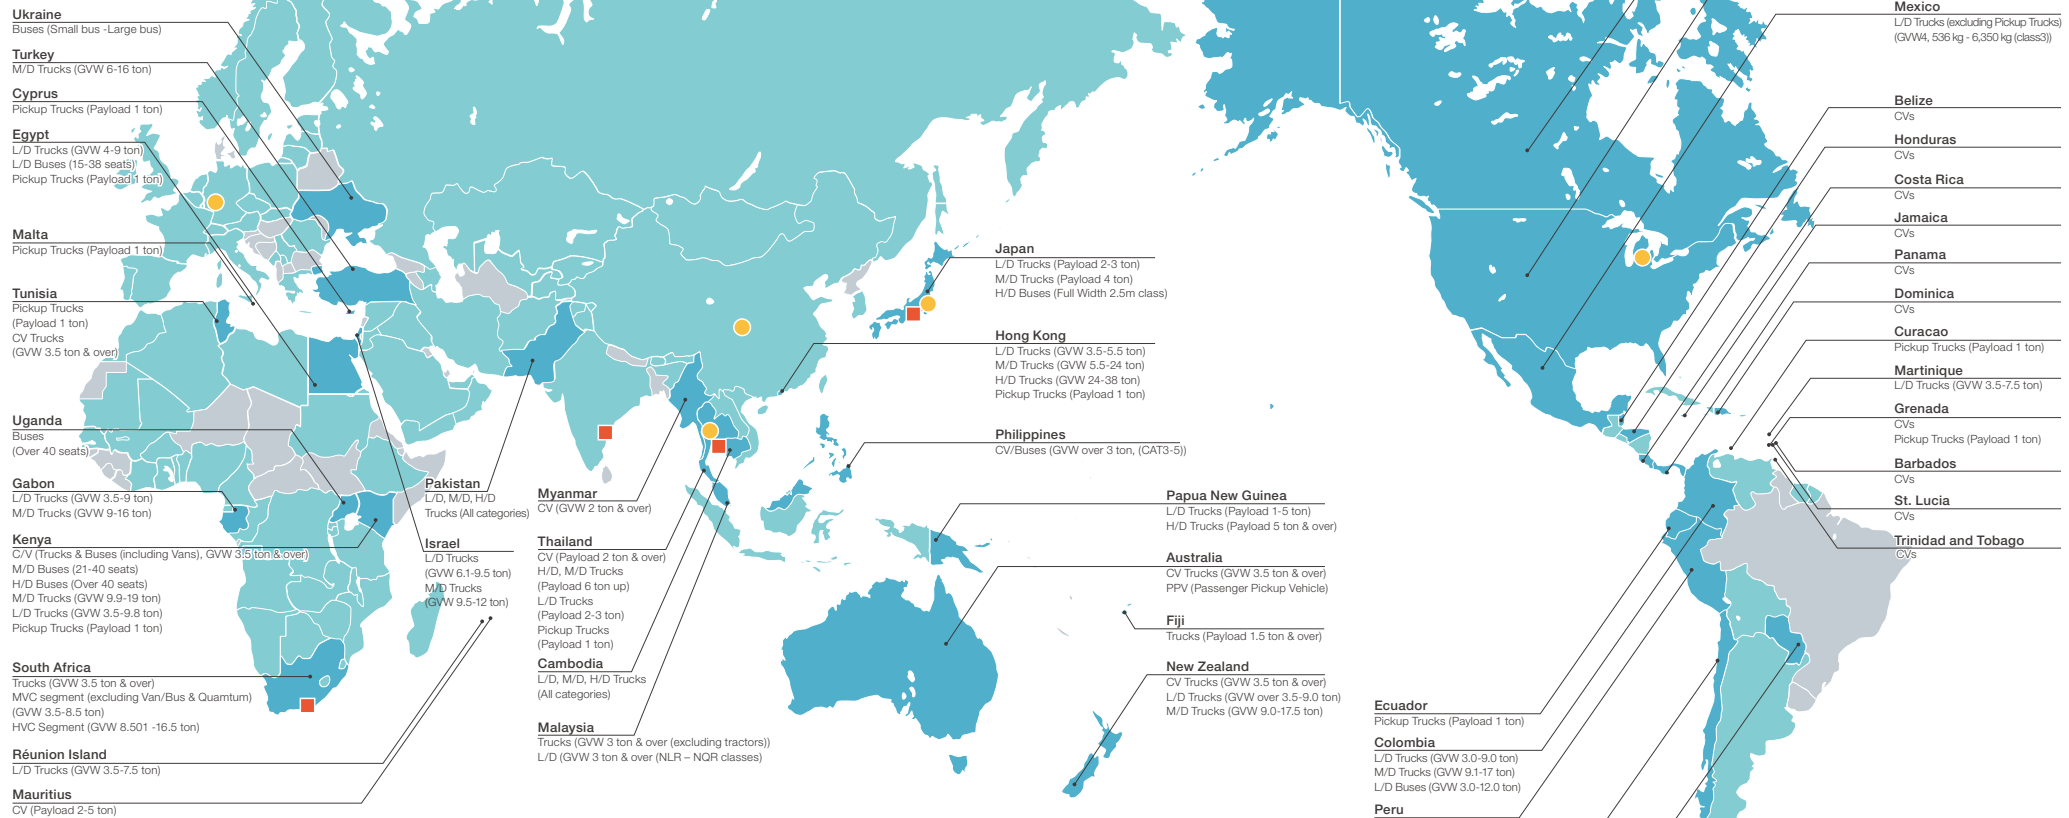 Ukraine
Buses (Small bus -Large bus)
Turkey
M/D Trucks (GVW 6-16 ton)
Cyprus
Pickup Trucks (Payload 1 ton)
Egypt
L/D Trucks (GVW 4-9 ton)
L/D Buses (15-38 seats)
Pickup Trucks (Payload 1 ton)
Malta
Pickup Trucks (Payload 1 ton)
Tunisia
Pickup Trucks
(Payload 1 ton)
CV Trucks
(GVW 3.5 ton & over)
Uganda
Buses
(Over 40 seats)
Gabon
L/D Trucks (GVW 3.5-9 ton)
M/D Trucks (GVW 9-16 ton)
Kenya
C/V (Trucks & Buses (including Vans), GVW 3.5 ton & over)
M/D Buses (21-40 seats)
H/D Buses (Over 40 seats)
M/D Trucks (GVW 9.9-19 ton)
L/D Trucks (GVW 3.5-9.8 ton)
Pickup Trucks (Payload 1 ton)
South Africa
Trucks (GVW 3.5 ton & over)
MVC segment (excluding Van/Bus & Quamtum)
(GVW 3.5-8.5 ton)
HVC Segment (GVW 8.501 -16.5 ton)
Réunion Island
L/D Trucks (GVW 3.5-7.5 ton)
Mauritius
CV (Payload 2-5 ton)
Pakistan
L/D, M/D, H/D
Trucks (All categories)
Israel
L/D Trucks
(GVW 6.1-9.5 ton)
M/D Trucks
(GVW 9.5-12 ton)
Myanmar
CV (GVW 2 ton & over)
Thailand
CV (Payload 2 ton & over)
H/D, M/D Trucks
(Payload 6 ton up)
L/D Trucks
(Payload 2-3 ton)
Pickup Trucks
(Payload 1 ton)
Cambodia
L/D, M/D, H/D Trucks
(All categories)
Malaysia
Trucks (GVW 3 ton & over (excluding tractors))
L/D (GVW 3 ton & over (NLR – NQR classes)
Japan
L/D Trucks (Payload 2-3 ton)
M/D Trucks (Payload 4 ton)
H/D Buses (Full Width 2.5m class)
Hong Kong
L/D Trucks (GVW 3.5-5.5 ton)
M/D Trucks (GVW 5.5-24 ton)
H/D Trucks (GVW 24-38 ton)
Pickup Trucks (Payload 1 ton)
Philippines
CV/Buses (GVW over 3 ton, (CAT3-5))
Papua New Guinea
L/D Trucks (Payload 1-5 ton)
H/D Trucks (Payload 5 ton & over)
Australia
CV Trucks (GVW 3.5 ton & over)
PPV (Passenger Pickup Vehicle)
Fiji
Trucks (Payload 1.5 ton & over)
New Zealand
CV Trucks (GVW 3.5 ton & over)
L/D Trucks (GVW over 3.5-9.0 ton)
M/D Trucks (GVW 9.0-17.5 ton)
Ecuador
Pickup Trucks (Payload 1 ton)
Colombia
L/D Trucks (GVW 3.0-9.0 ton)
M/D Trucks (GVW 9.1-17 ton)
L/D Buses (GVW 3.0-12.0 ton)
Peru
Mexico
L/D Trucks (excluding Pickup Trucks)
(GVW4, 536 kg - 6,350 kg (class3))
Belize
CVs
Honduras
CVs
Costa Rica
CVs
Jamaica
CVs
Panama
CVs
Dominica
CVs
Curacao
Pickup Trucks (Payload 1 ton)
Martinique
L/D Trucks (GVW 3.5-7.5 ton)
Grenada
CVs
Pickup Trucks (Payload 1 ton)
Barbados
CVs
St. Lucia
CVs
Trinidad and Tobago
CVs